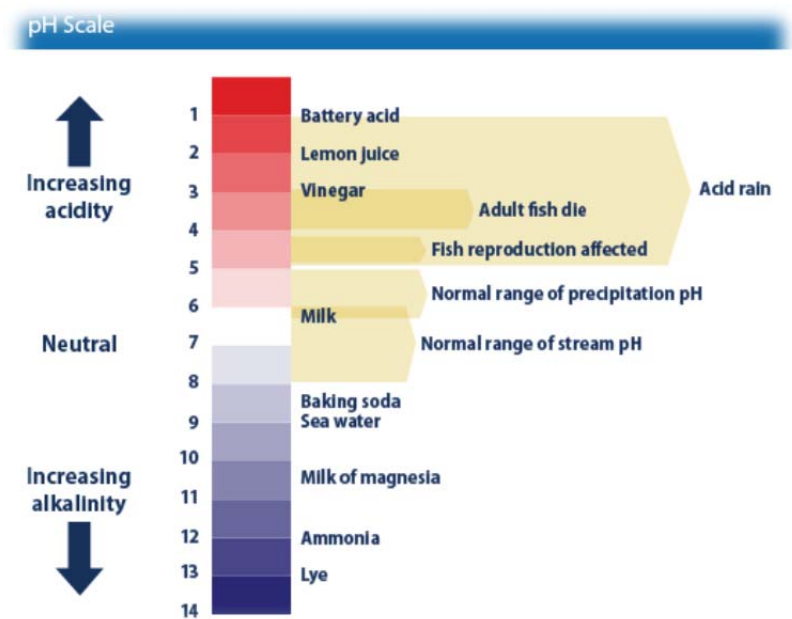 pH Scale
1
Battery acid
2
Lemon juice
Increasing
acidity
3
Vinegar
Acid rain
Adult fish die
4
Fish reproduction affected
5
Normal range of precipitation pH
6
Milk
Neutral
7
Normal range of stream pH
8
Baking soda
9
Sea water
10
Increasing
alkalinity
Milk of magnesia
11
12
Ammonia
13
Lye
14